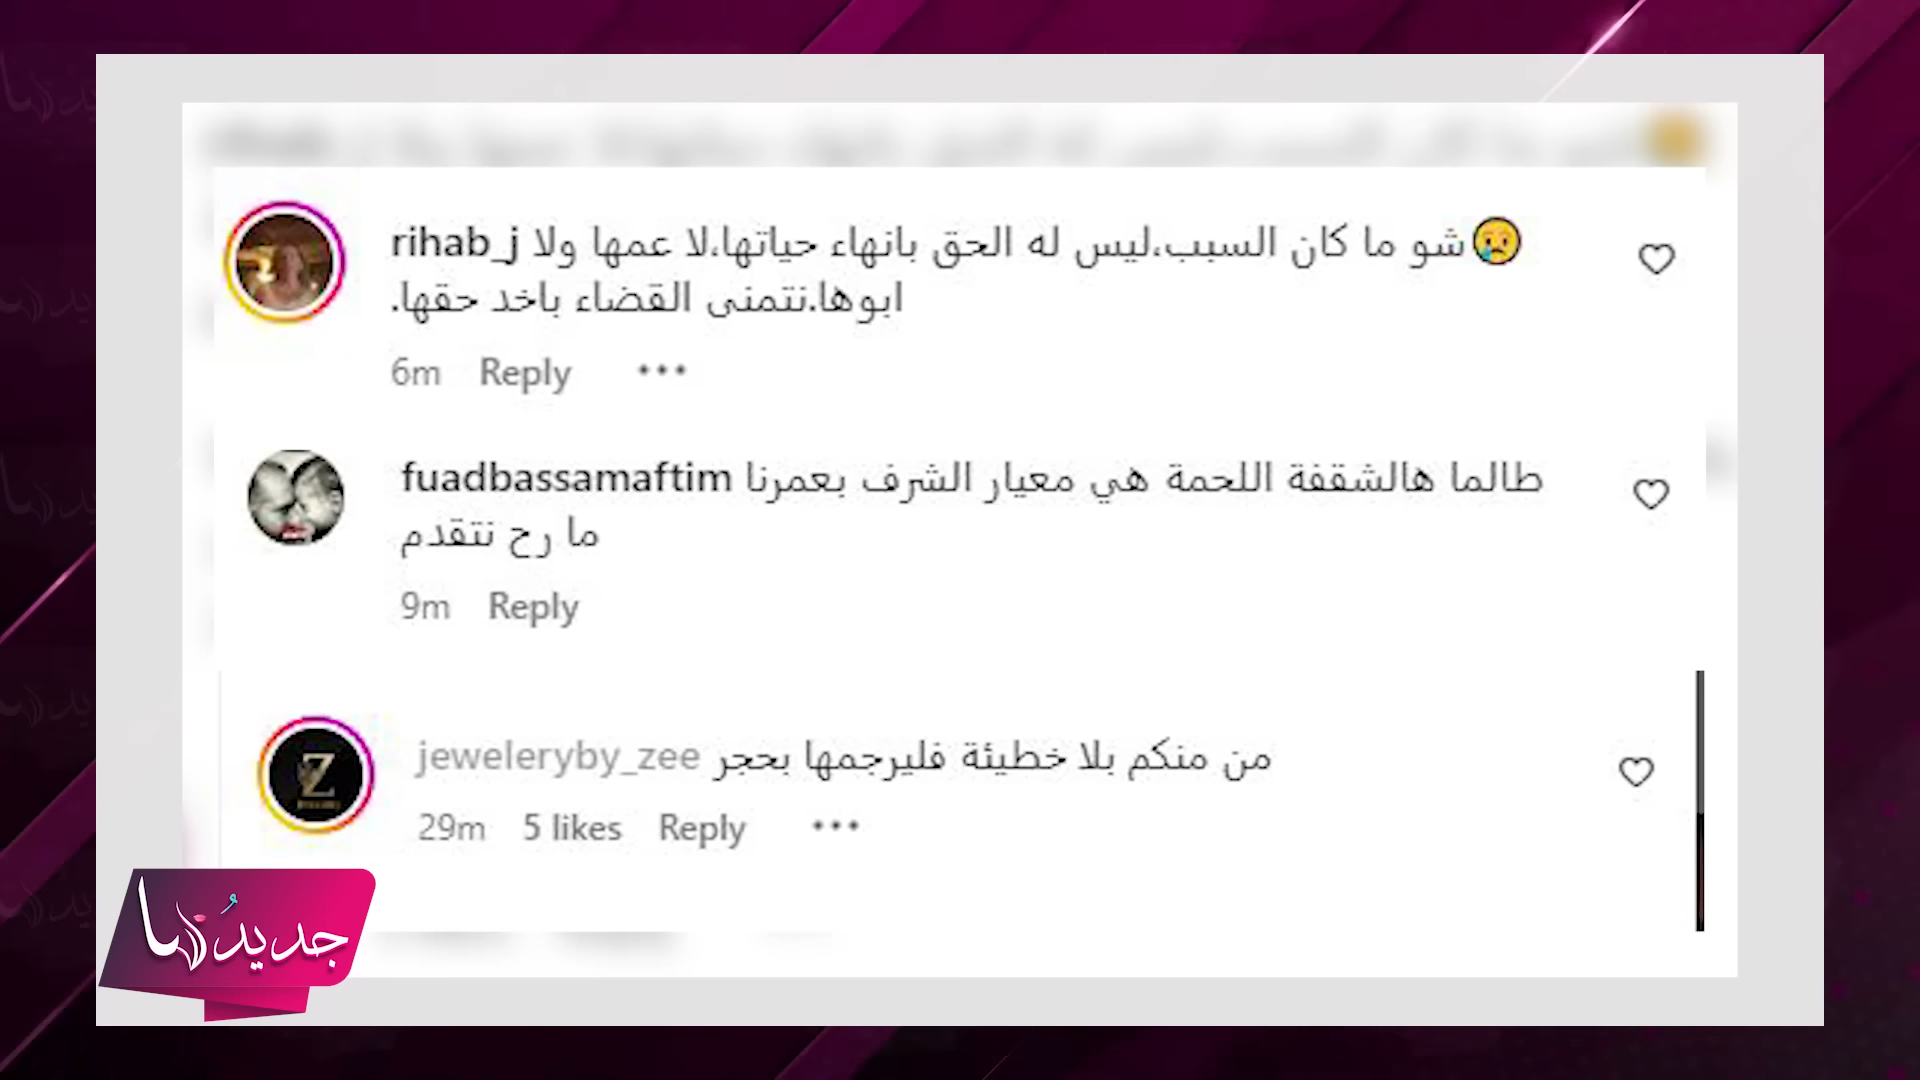 rihab_j شو ما كان السبب،ليس له الحق بانهاء حياتها،لا عمها ولا😢
ابوها.نتمنى القضاء باخد حقها.
6m Reply •••
fuadbassamaftim طالما هالشقفة اللحمة هي معيار الشرف بعمرنا
ما رح نتقدم
9m Reply
jeweleryby_zee من منكم بلا خطيئة فليرجمها بحجر
29m 5 likes Reply •••
Z
جديدُها